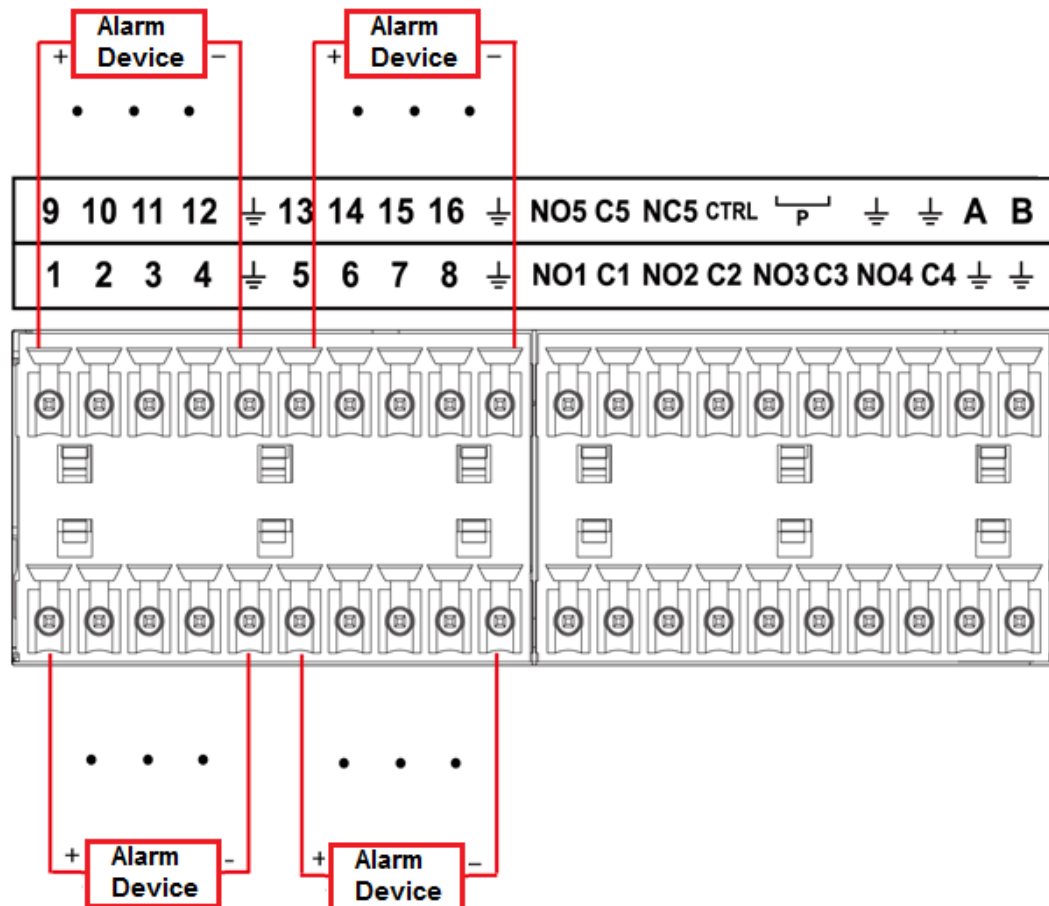 Alarm
Device
+ −
Alarm
Device
+ −
9 10 11 12 ⏚ 13 14 15 16 ⏚ NO5 C5 NC5 CTRL P ⏚ ⏚ A B
1 2 3 4 ⏚ 5 6 7 8 ⏚ NO1 C1 NO2 C2 NO3 C3 NO4 C4 ⏚ ⏚
+ -
Alarm
Device
+ −
Alarm
Device